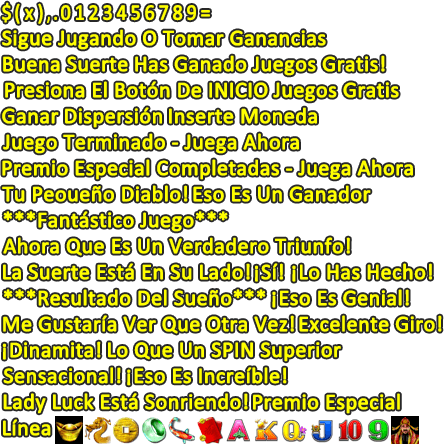 $(x),.0123456789=
Sigue Jugando O Tomar Ganancias
Buena Suerte Has Ganado Juegos Gratis!
Presiona El Botón De INICIO Juegos Gratis
Ganar Dispersión Inserte Moneda
Juego Terminado - Juega Ahora
Premio Especial Completadas - Juega Ahora
Tu Peoueño Diablo! Eso Es Un Ganador
***Fantástico Juego***
Ahora Que Es Un Verdadero Triunfo!
La Suerte Está En Su Lado! ¡Sí! ¡Lo Has Hecho!
***Resultado Del Sueño*** ¡Eso Es Genial!
Me Gustaría Ver Que Otra Vez! Excelente Giro!
¡Dinamita! Lo Que Un SPIN Superior
Sensacional! ¡Eso Es Increíble!
Lady Luck Está Sonriendo! Premio Especial
Línea A K Q J 10 9